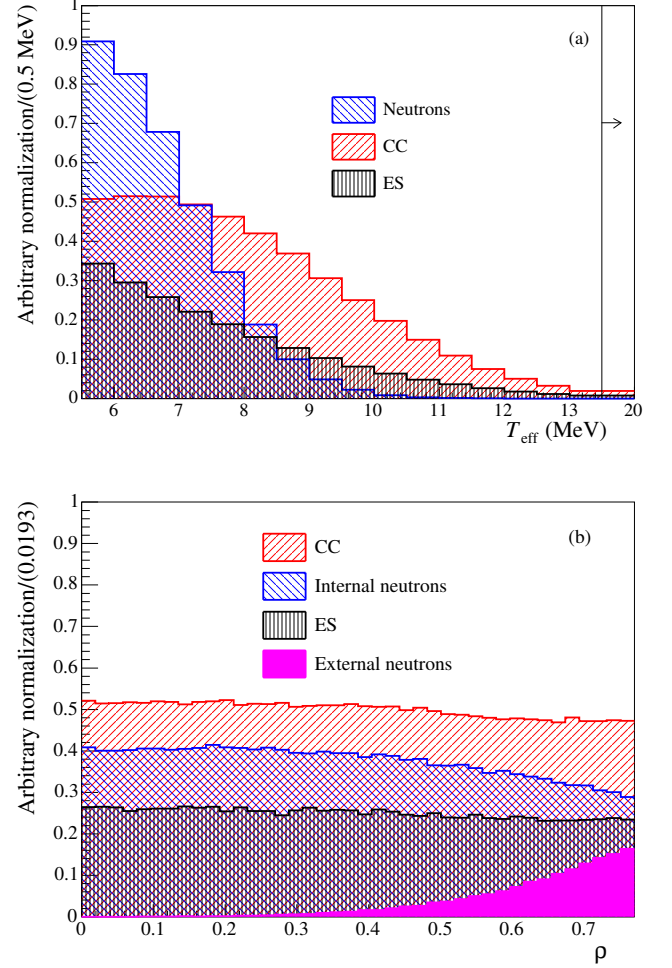 Arbitrary normalization/(0.5 MeV)
1
0.9
0.8
0.7
0.6
0.5
0.4
0.3
0.2
0.1
0
(a)
Neutrons
CC
ES
6 7 8 9 10 11 12 13 20
T_eff (MeV)
Arbitrary normalization/(0.0193)
1
0.9
0.8
0.7
0.6
0.5
0.4
0.3
0.2
0.1
0
(b)
CC
Internal neutrons
ES
External neutrons
0 0.1 0.2 0.3 0.4 0.5 0.6 0.7
ρ